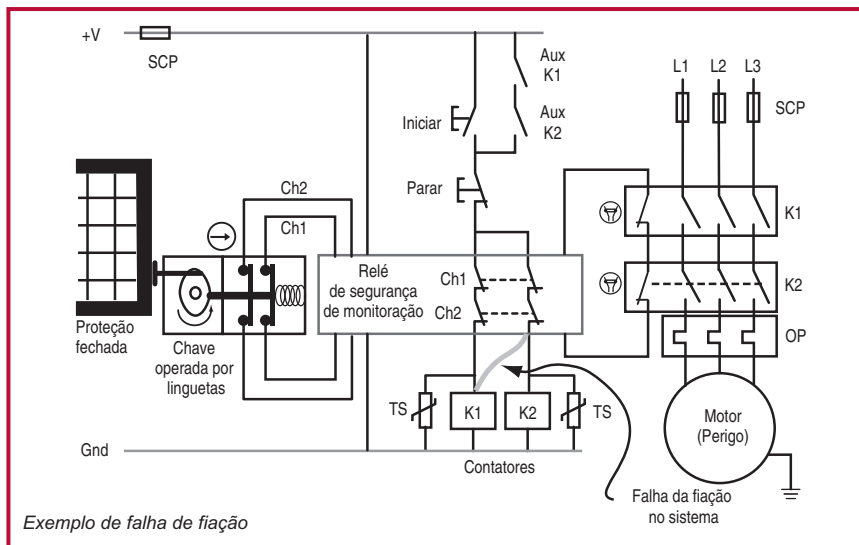 +V
SCP
Aux
K1
Aux
K2
Iniciar
Parar
L1 L2 L3
SCP
K1
K2
OP
Ch2
Ch1
Relé
de segurança
de monitoração
Ch1
Ch2
Proteção
fechada
Chave
operada por
linguetas
TS
K1
K2
TS
Motor
(Perigo)
Gnd
Contatores
Falha da fiação
no sistema
Exemplo de falha de fiação